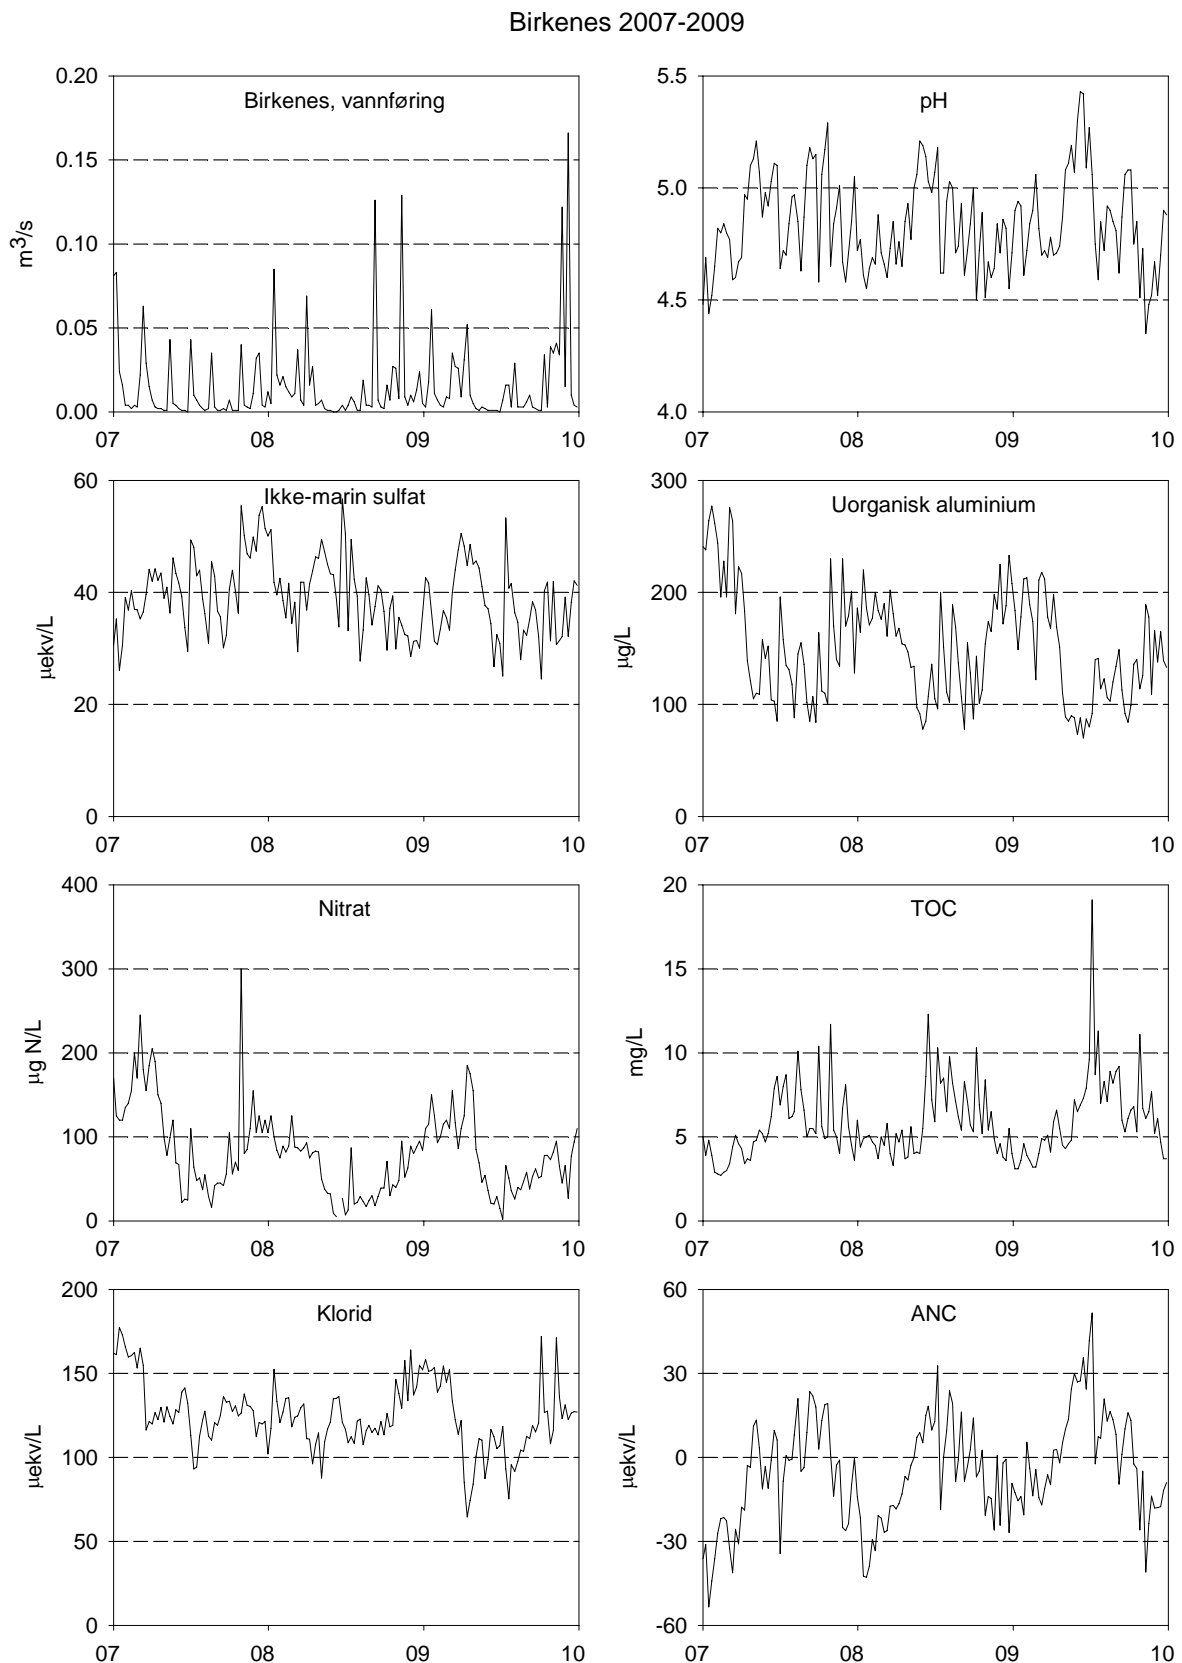 Birkenes 2007-2009
Birkenes, vannføring
m3/s
0.20
0.15
0.10
0.05
0.00
07 08 09 10
pH
5.5
5.0
4.5
4.0
07 08 09 10
Ikke-marin sulfat
µekv/L
60
40
20
0
07 08 09 10
Uorganisk aluminium
µg/L
300
200
100
0
07 08 09 10
Nitrat
µg N/L
400
300
200
100
0
07 08 09 10
TOC
mg/L
20
15
10
5
0
07 08 09 10
Klorid
µekv/L
200
150
100
50
0
07 08 09 10
ANC
µekv/L
60
30
0
-30
-60
07 08 09 10